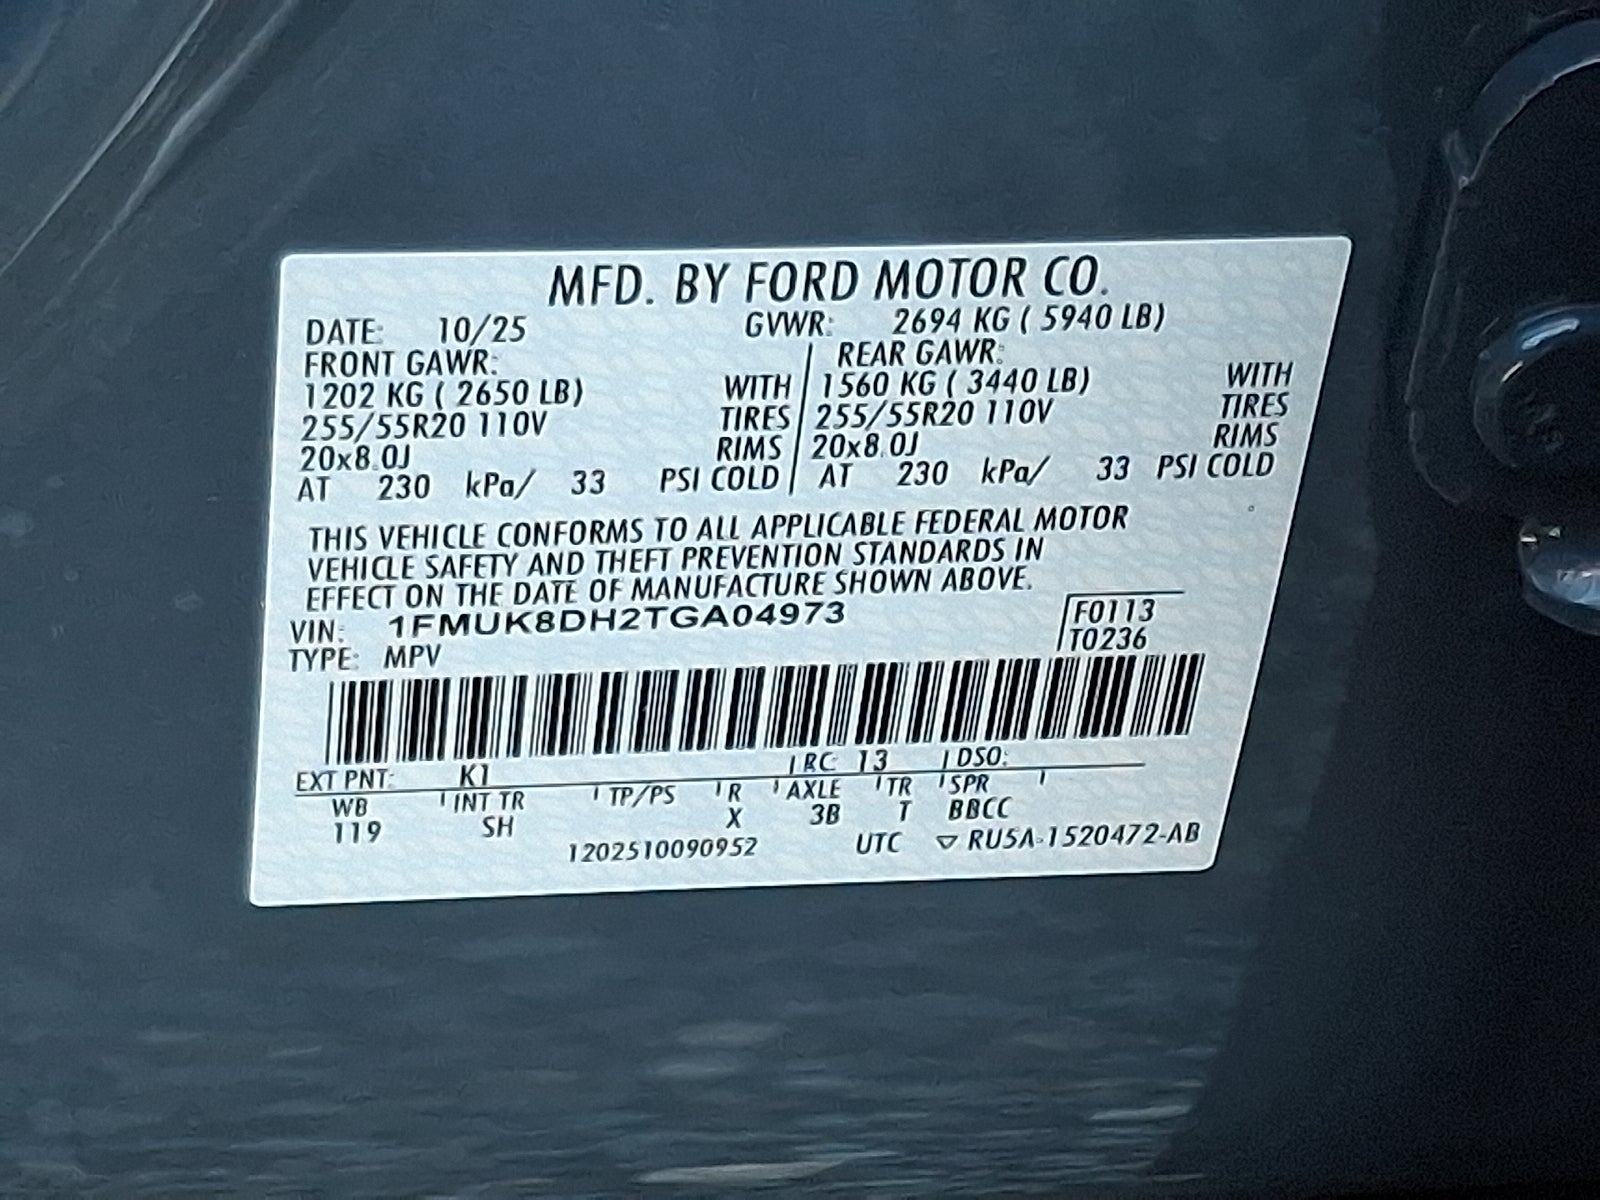 MFD. BY FORD MOTOR CO.
DATE: 10/25 GVWR: 2694 KG ( 5940 LB)
FRONT GAWR: REAR GAWR:
1202 KG ( 2650 LB) WITH 1560 KG ( 3440 LB) WITH
255/55R20 110V TIRES 255/55R20 110V TIRES
20x8.0J RIMS 20x8.0J RIMS
AT 230 kPa/ 33 PSI COLD AT 230 kPa/ 33 PSI COLD
THIS VEHICLE CONFORMS TO ALL APPLICABLE FEDERAL MOTOR
VEHICLE SAFETY AND THEFT PREVENTION STANDARDS IN
EFFECT ON THE DATE OF MANUFACTURE SHOWN ABOVE.
VIN: 1FMUK8DH2TGA04973 F0113
TYPE: MPV T0236
EXT PNT: K1 RC: 13 DSO:
WB INT TR TP/PS R AXLE TR SPR
119 SH X 3B T BBCC
1202510090952 UTC ▽ RU5A-1520472-AB